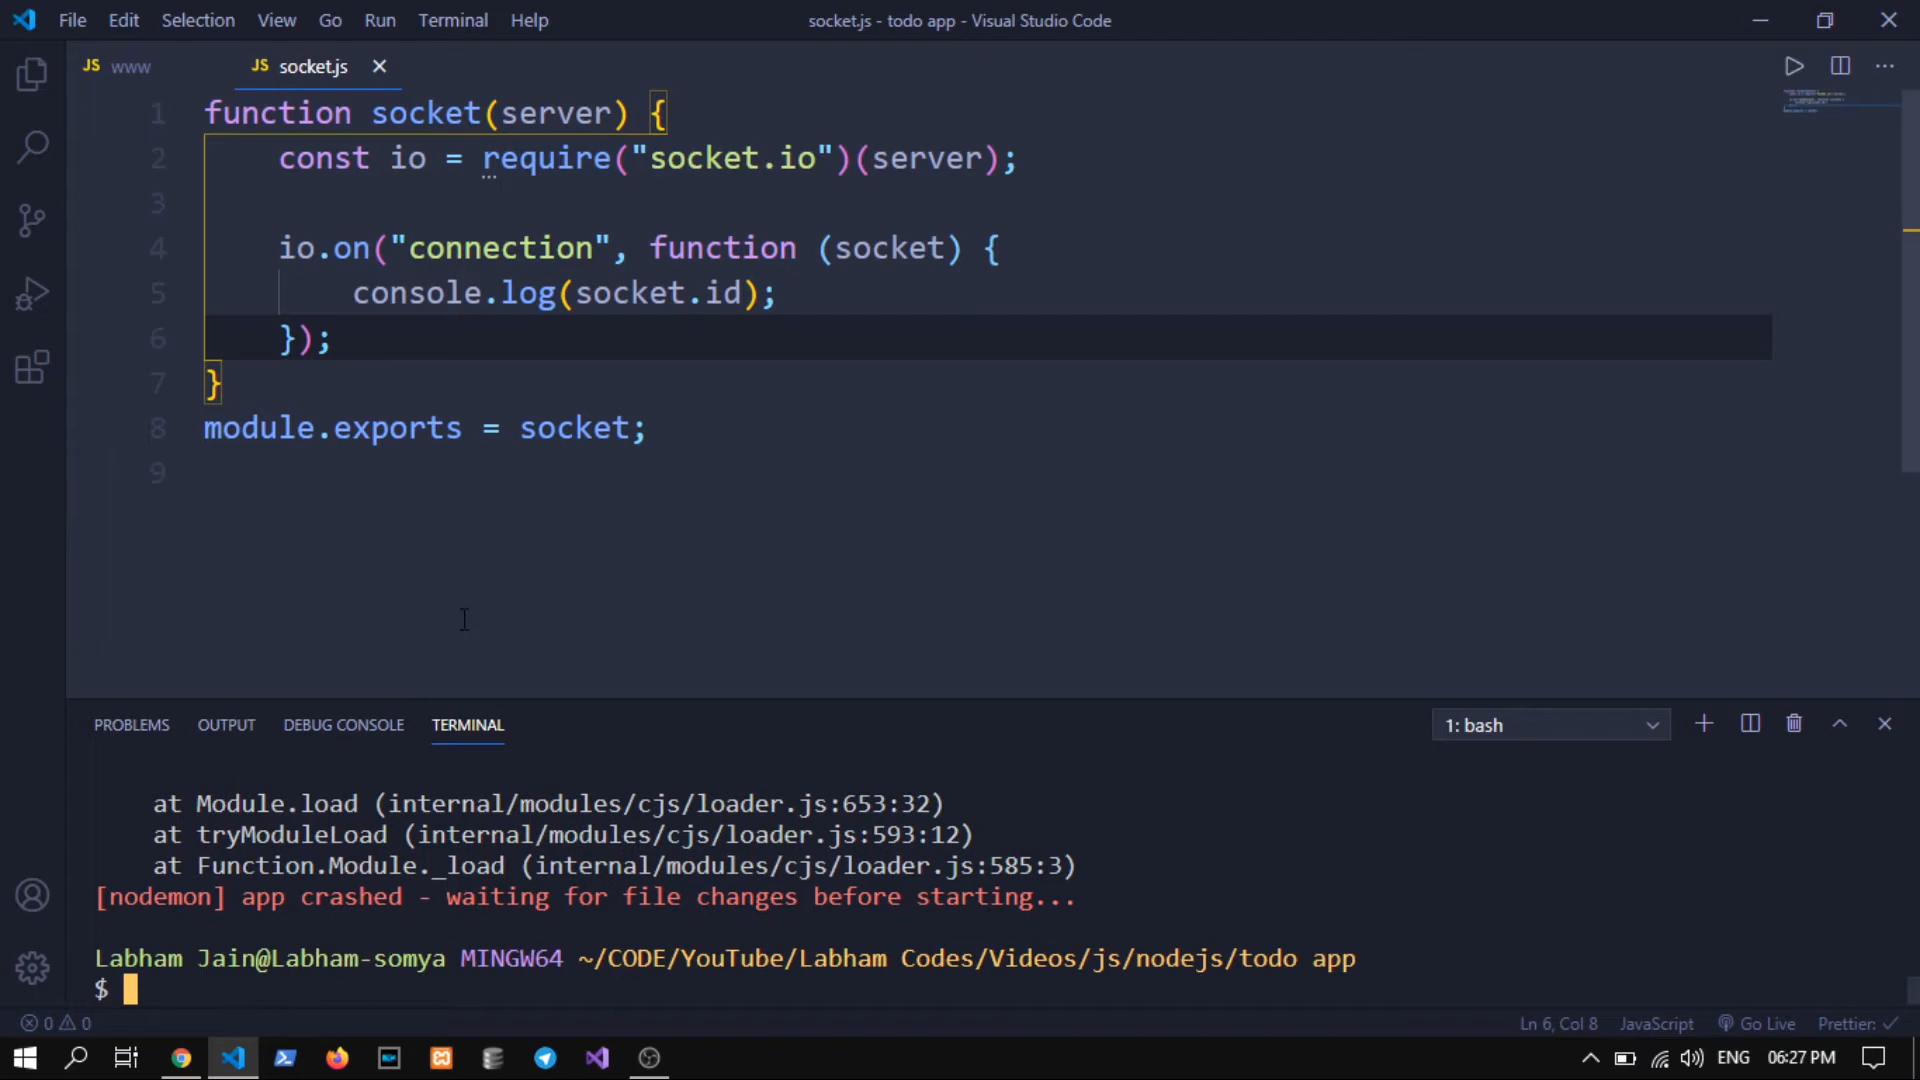 File Edit Selection View Go Run Terminal Help
socket.js - todo app - Visual Studio Code
JS www
JS socket.js
1 function socket(server) {
2 const io = require("socket.io")(server);
3
4 io.on("connection", function (socket) {
5 console.log(socket.id);
6 });
7 }
8 module.exports = socket;
9
PROBLEMS OUTPUT DEBUG CONSOLE TERMINAL
1: bash
at Module.load (internal/modules/cjs/loader.js:653:32)
at tryModuleLoad (internal/modules/cjs/loader.js:593:12)
at Function.Module._load (internal/modules/cjs/loader.js:585:3)
[nodemon] app crashed - waiting for file changes before starting...
Labham Jain@Labham-somya MINGW64 ~/CODE/YouTube/Labham Codes/Videos/js/nodejs/todo app
$
0 0
Ln 6, Col 8 JavaScript Go Live Prettier: ✓
ENG 06:27 PM